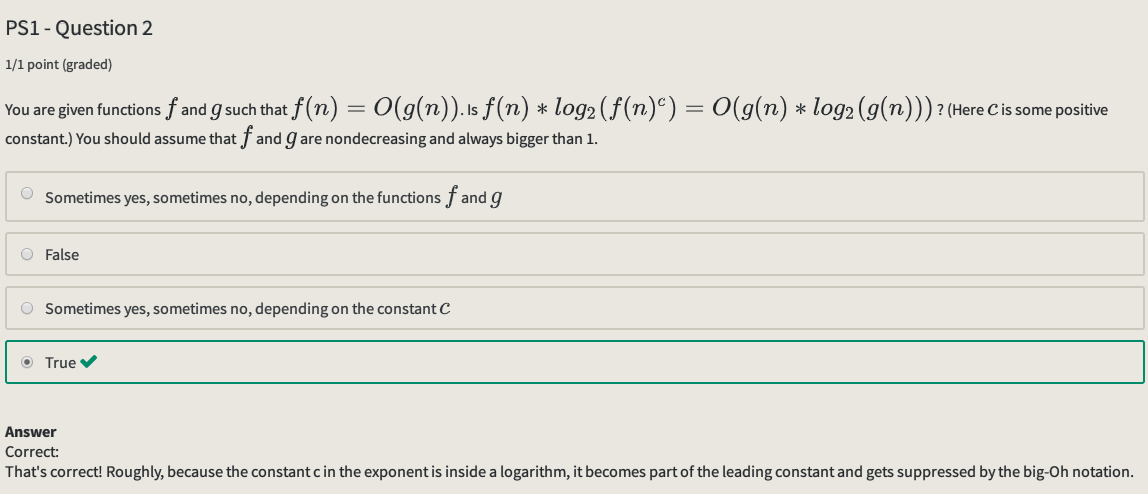 PS1 - Question 2
1/1 point (graded)
You are given functions f and g such that f(n) = O(g(n)). Is f(n) * log₂(f(n)ᶜ) = O(g(n) * log₂(g(n))) ? (Here c is some positive
constant.) You should assume that f and g are nondecreasing and always bigger than 1.
Sometimes yes, sometimes no, depending on the functions f and g
False
Sometimes yes, sometimes no, depending on the constant C
True ✔
Answer
Correct:
That's correct! Roughly, because the constant c in the exponent is inside a logarithm, it becomes part of the leading constant and gets suppressed by the big-Oh notation.